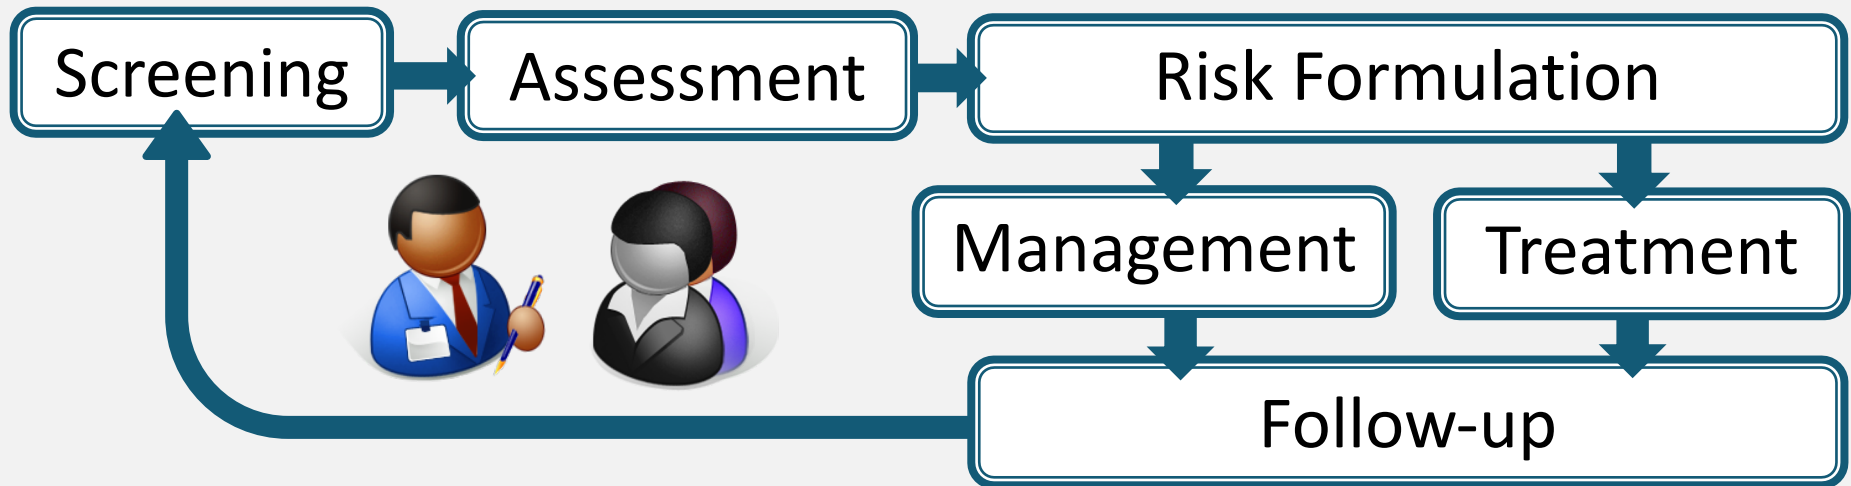 Screening
Assessment
Risk Formulation
Management
Treatment
Follow-up